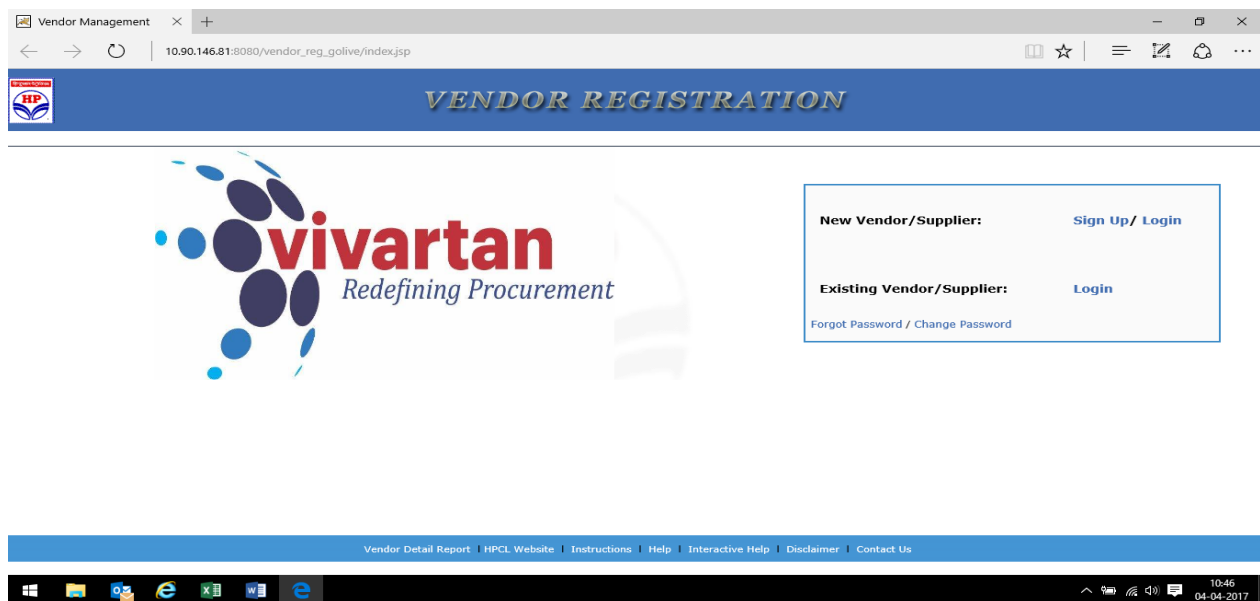 Vendor Management
10.90.146.81:8080/vendor_reg_golive/index.jsp
HP
VENDOR REGISTRATION
vivartan
Redefining Procurement
New Vendor/Supplier: Sign Up/ Login
Existing Vendor/Supplier: Login
Forgot Password / Change Password
Vendor Detail Report | HPCL Website | Instructions | Help | Interactive Help | Disclaimer | Contact Us
10:46
04-04-2017